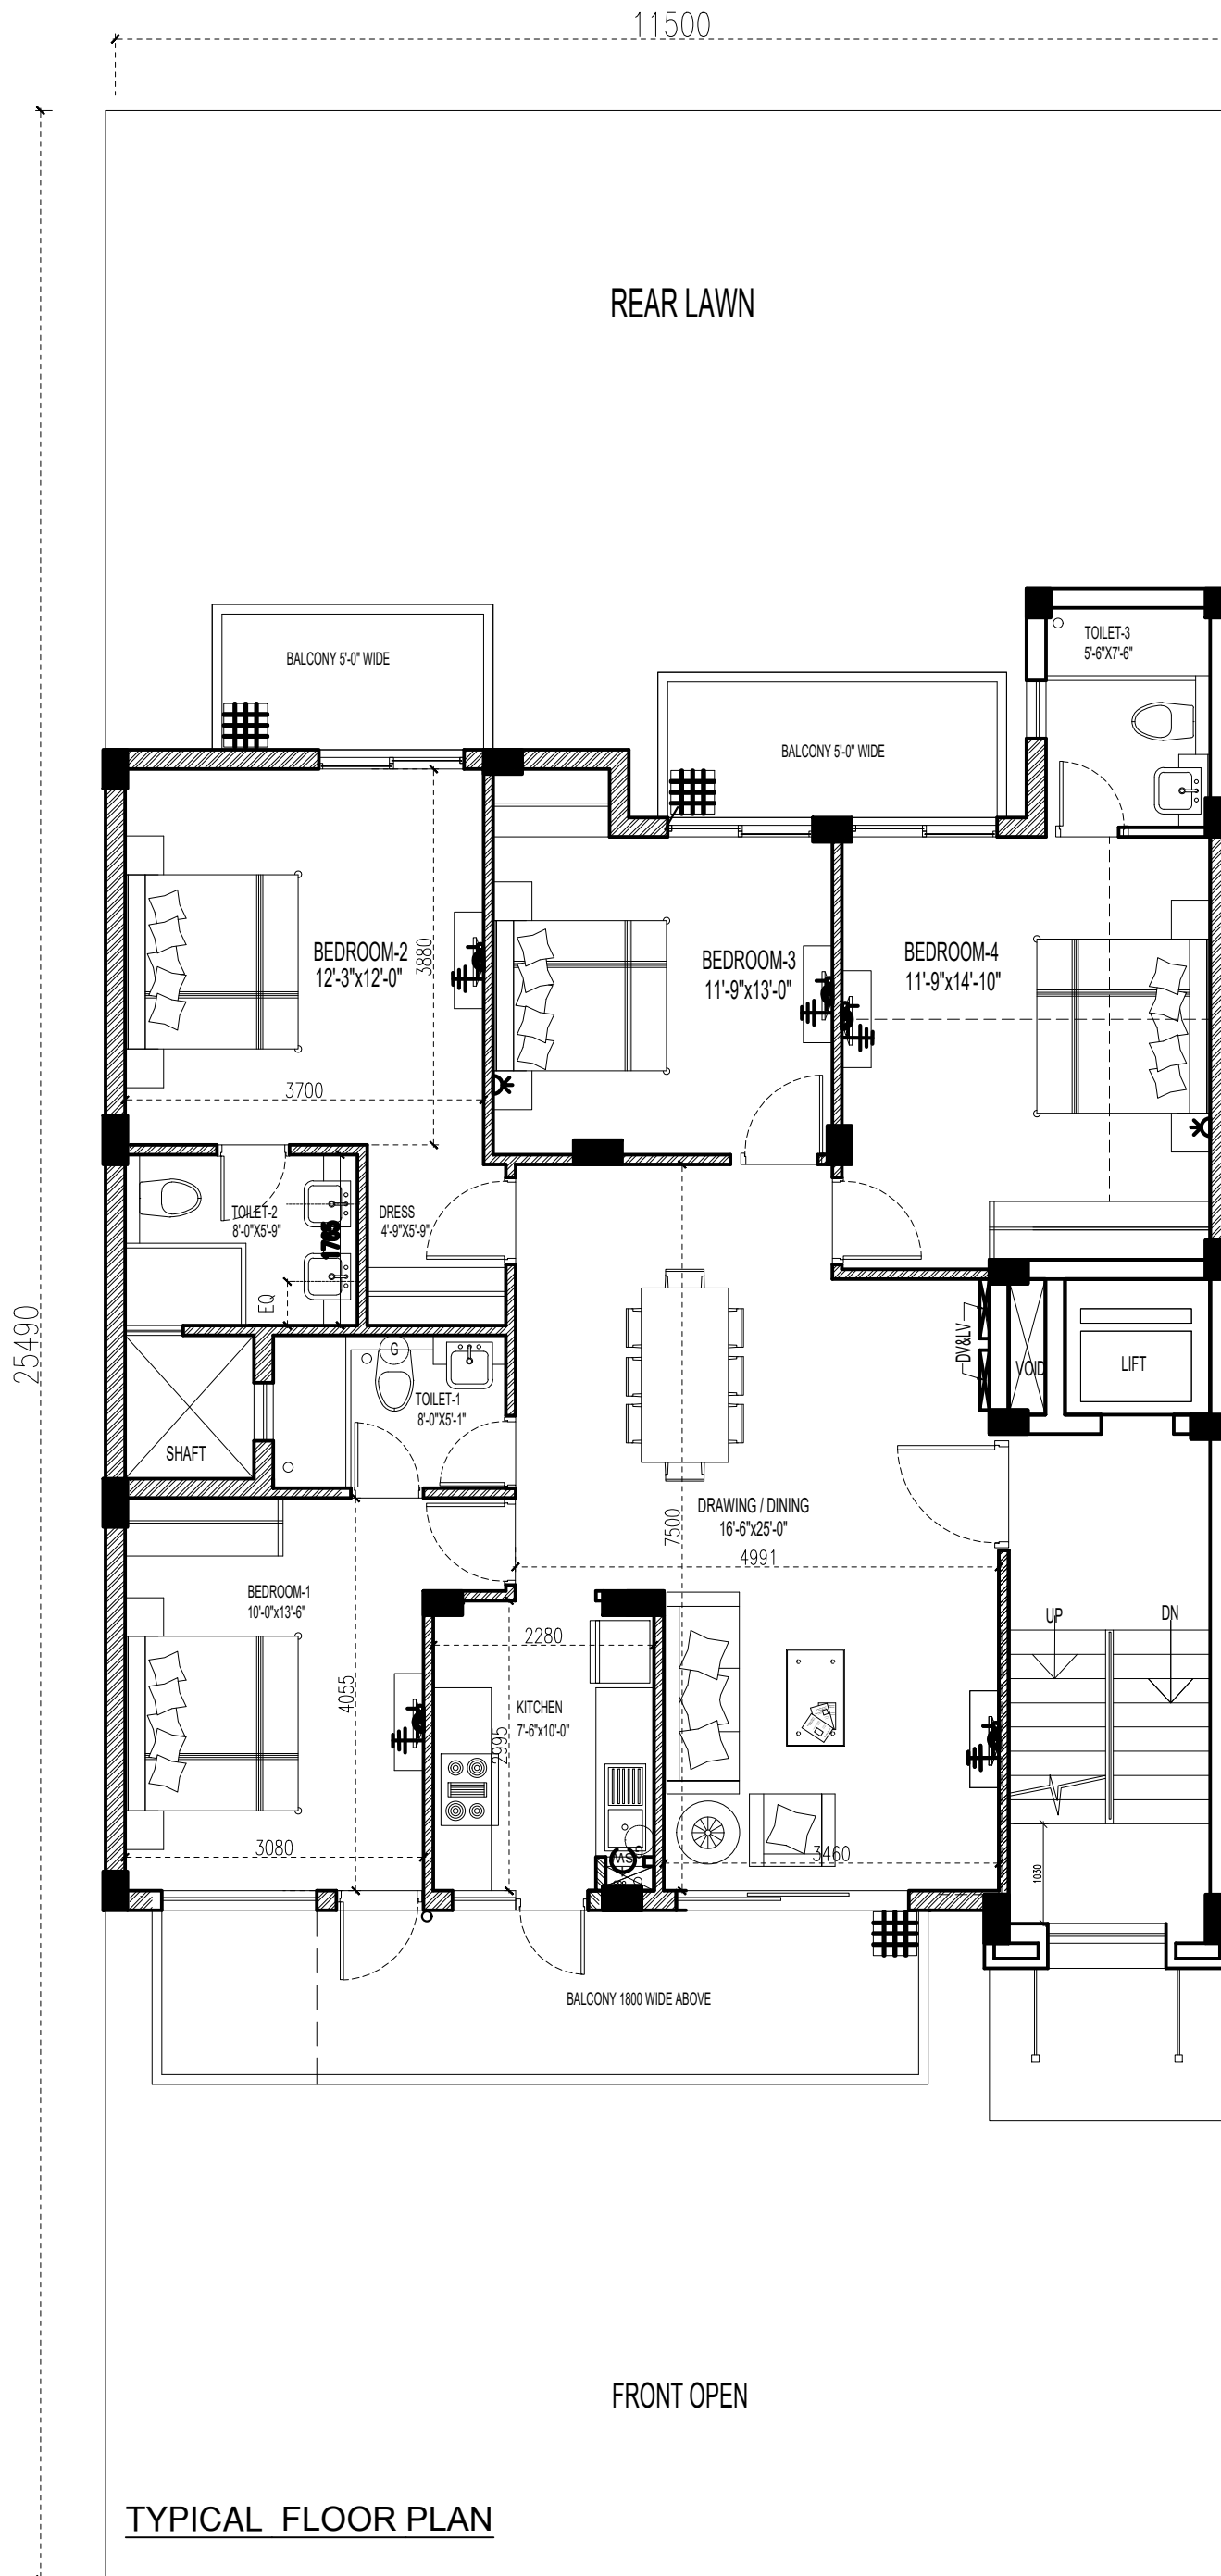 11500
25490
REAR LAWN
BALCONY 5'-0" WIDE
TOILET-3
5'-6"X7'-6"
BALCONY 5'-0" WIDE
BEDROOM-2
12'-3"x12'-0"
3880
3700
BEDROOM-3
11'-9"x13'-0"
BEDROOM-4
11'-9"x14'-10"
TOILET-2
8'-0"X5'-9"
1765
EQ
DRESS
4'-9"X5'-9"
DV&LV
VOID
LIFT
G
TOILET-1
8'-0"X5'-1"
SHAFT
DRAWING / DINING
16'-6"x25'-0"
7500
4991
BEDROOM-1
10'-0"x13'-6"
4055
3080
2280
KITCHEN
7'-6"x10'-0"
2995
3460
UP
DN
1030
BALCONY 1800 WIDE ABOVE
FRONT OPEN
TYPICAL FLOOR PLAN